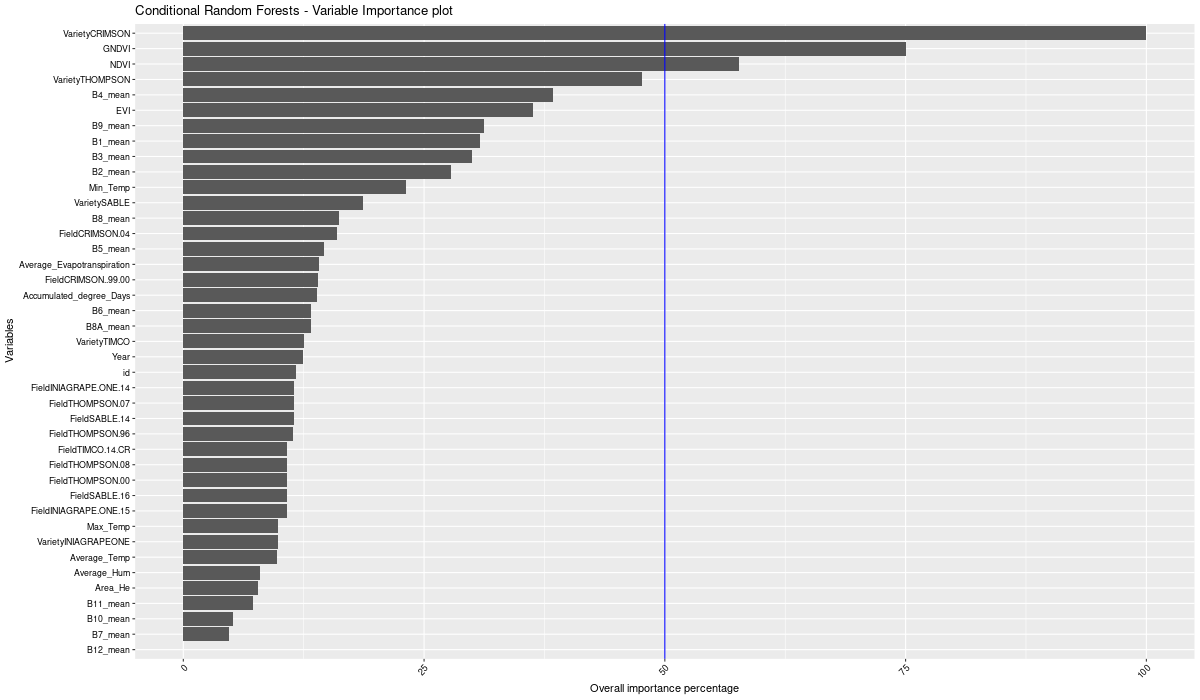 Conditional Random Forests - Variable Importance plot
Variables
VarietyCRIMSON
GNDVI
NDVI
VarietyTHOMPSON
B4_mean
EVI
B9_mean
B1_mean
B3_mean
B2_mean
Min_Temp
VarietySABLE
B8_mean
FieldCRIMSON.04
B5_mean
Average_Evapotranspiration
FieldCRIMSON..99.00
Accumulated_degree_Days
B6_mean
B8A_mean
VarietyTIMCO
Year
id
FieldINIAGRAPE.ONE.14
FieldTHOMPSON.07
FieldSABLE.14
FieldTHOMPSON.96
FieldTIMCO.14.CR
FieldTHOMPSON.08
FieldTHOMPSON.00
FieldSABLE.16
FieldINIAGRAPE.ONE.15
Max_Temp
VarietyINIAGRAPEONE
Average_Temp
Average_Hum
Area_He
B11_mean
B10_mean
B7_mean
B12_mean
0
25
50
75
100
Overall importance percentage